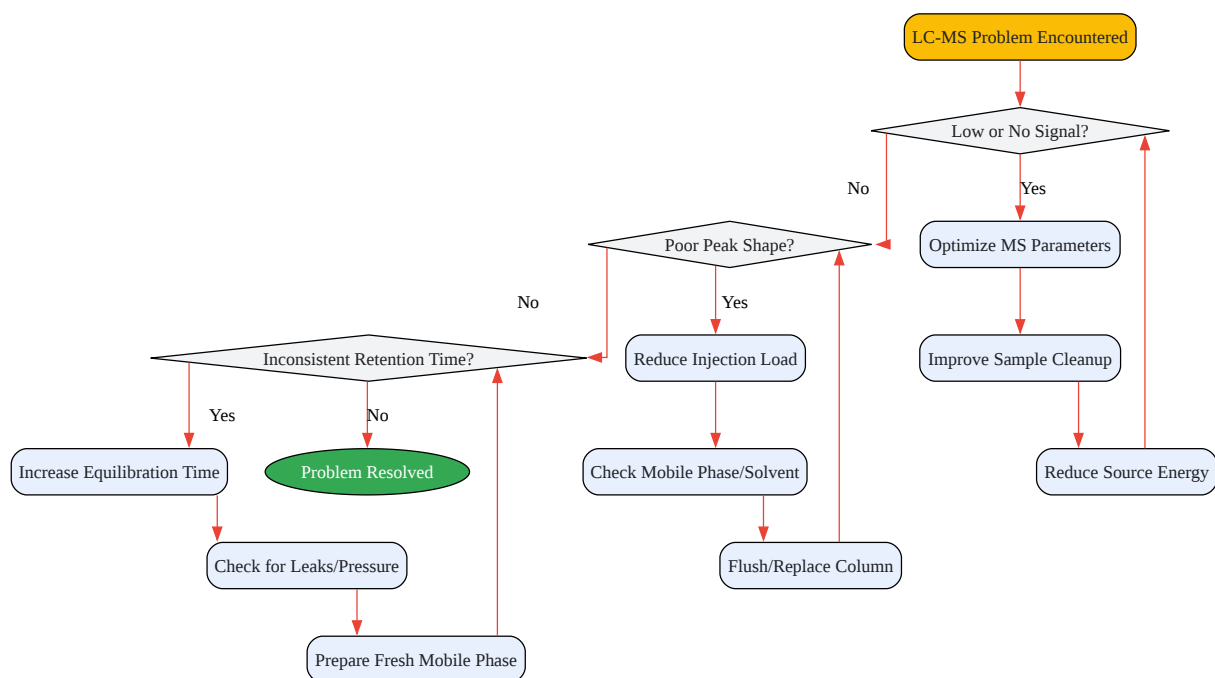 LC-MS Problem Encountered
Low or No Signal?
No
Yes
Poor Peak Shape?
Optimize MS Parameters
No
Yes
Inconsistent Retention Time?
Reduce Injection Load
Improve Sample Cleanup
Yes
No
Increase Equilibration Time
Problem Resolved
Check Mobile Phase/Solvent
Reduce Source Energy
Check for Leaks/Pressure
Flush/Replace Column
Prepare Fresh Mobile Phase